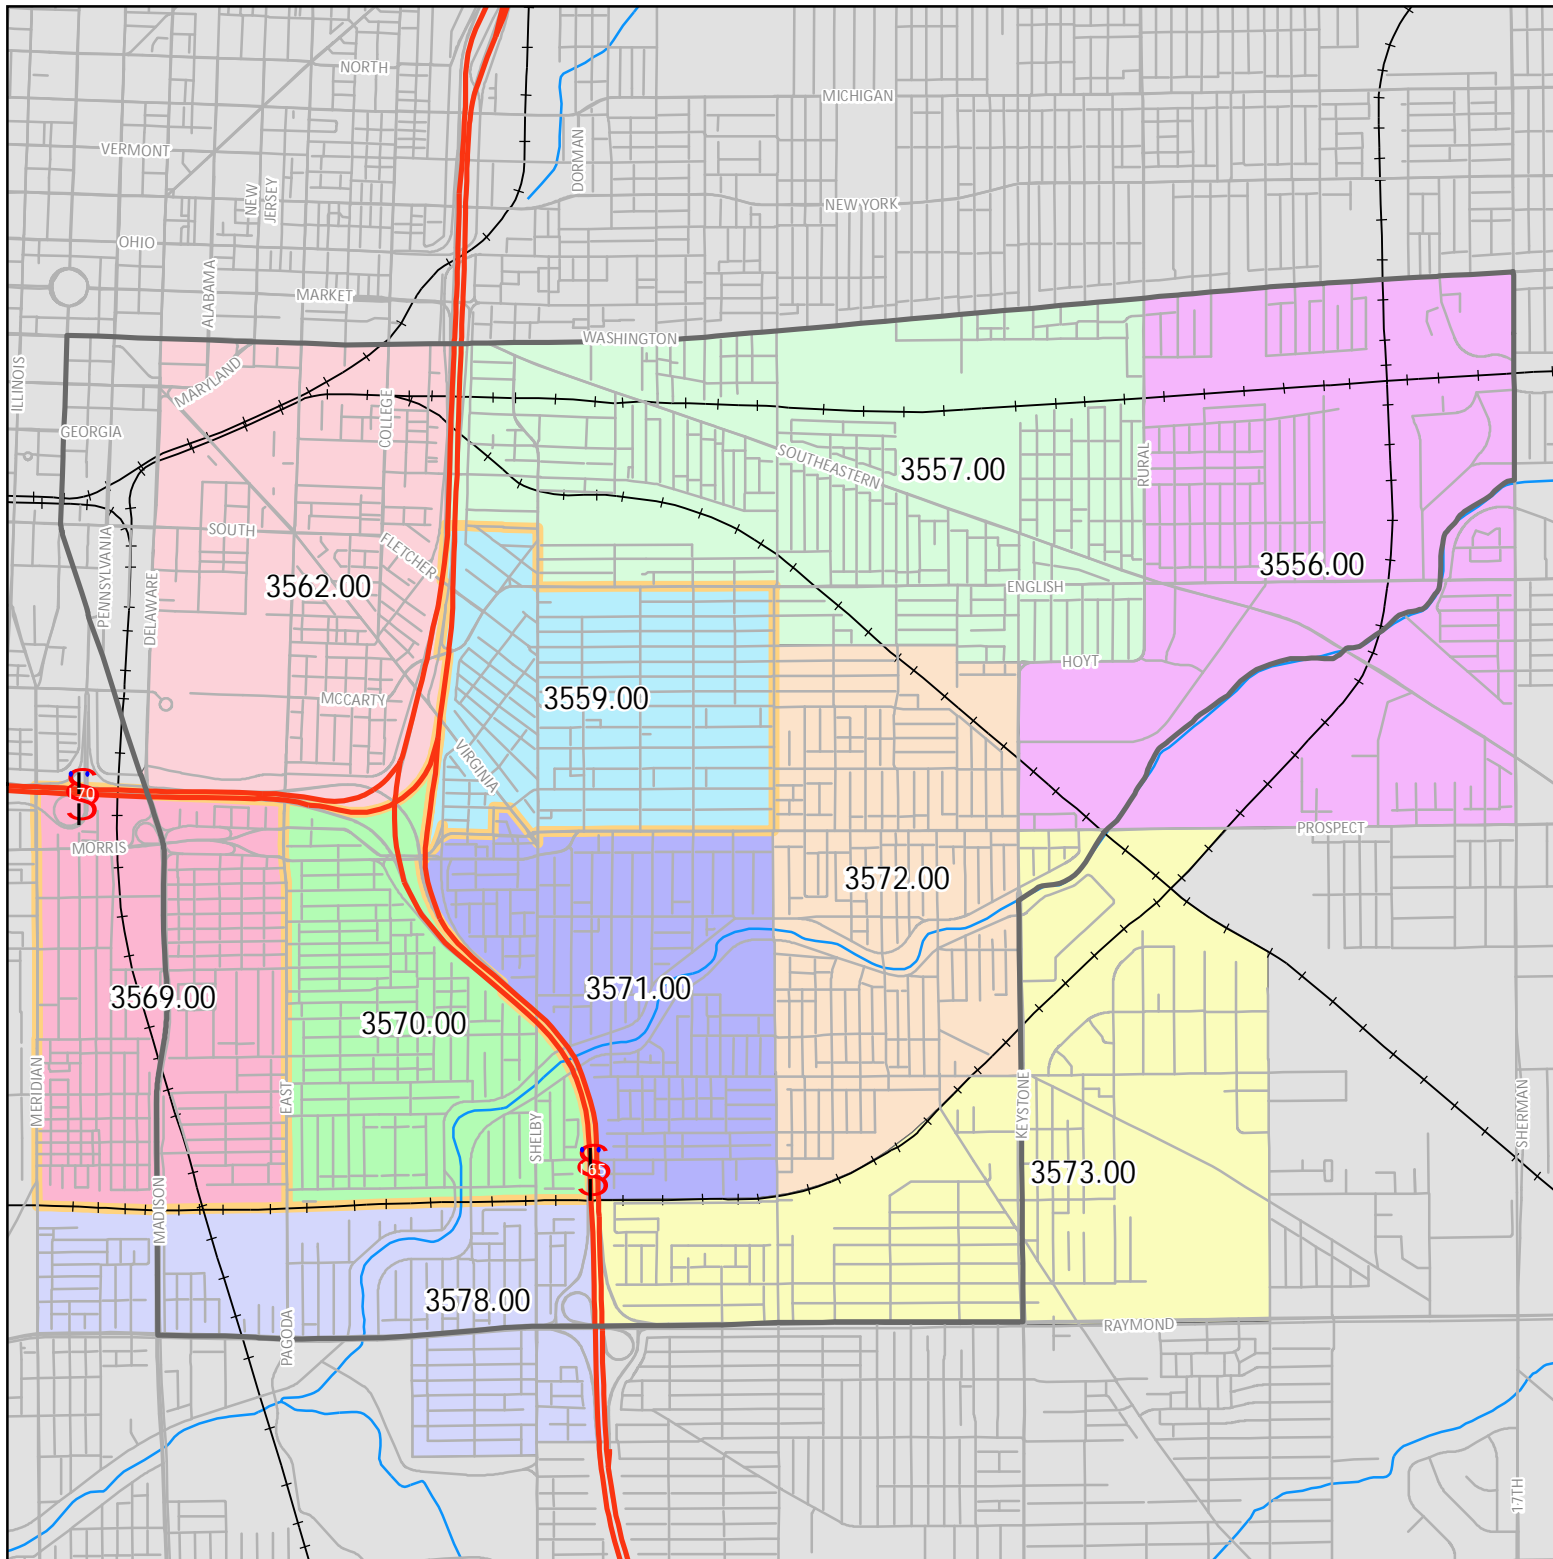 NORTH
MICHIGAN
VERMONT
DORMAN
NEW
JERSEY
NEW YORK
OHIO
ALABAMA
MARKET
WASHINGTON
ILLINOIS
MARYLAND
COLLEGE
GEORGIA
SOUTHEASTERN
3557.00
RURAL
SOUTH
PENNSYLVANIA
FLETCHER
3556.00
3562.00
ENGLISH
DELAWARE
HOYT
MCCARTY
3559.00
VIRGINIA
70
MORRIS
PROSPECT
3572.00
3569.00
3571.00
3570.00
MERIDIAN
EAST
SHELBY
KEYSTONE
SHERMAN
65
3573.00
MADISON
3578.00
PAGODA
RAYMOND
17TH